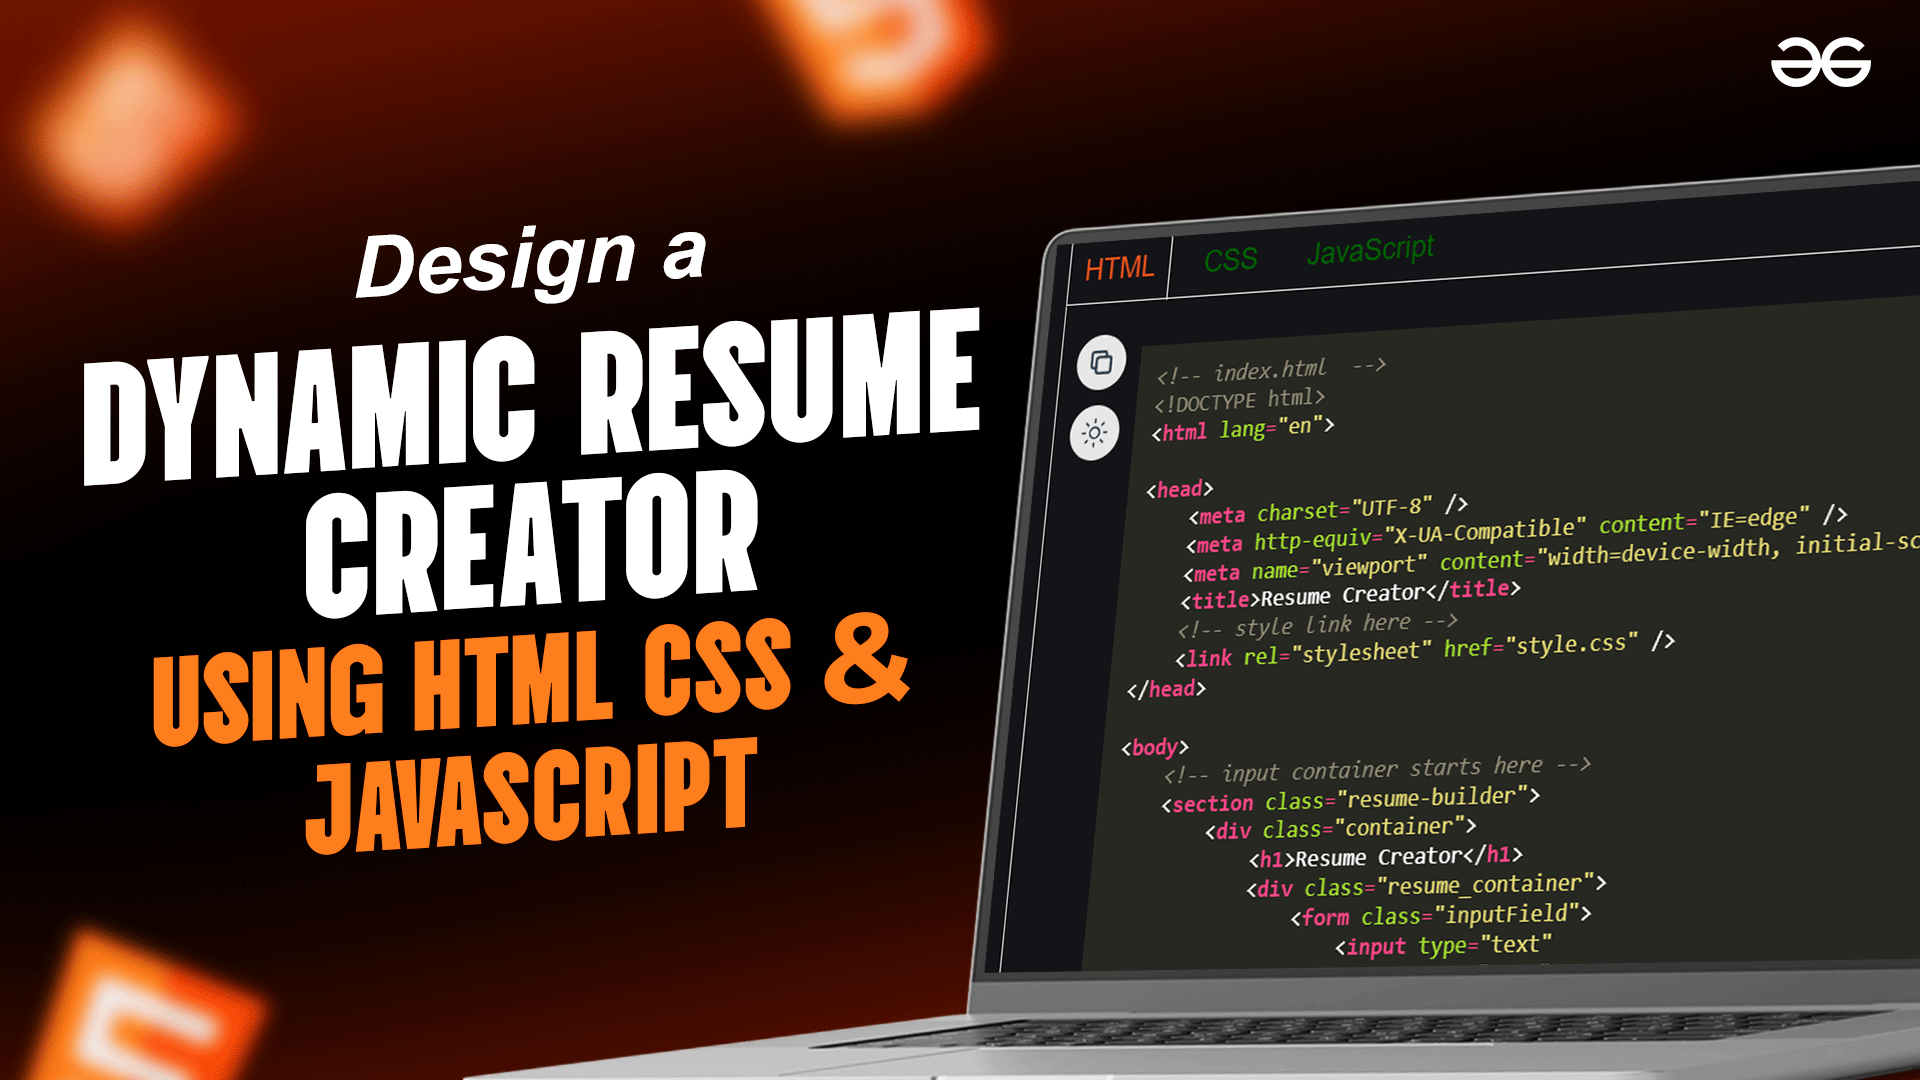 Design a
DYNAMIC RESUME
CREATOR
USING HTML CSS &
JAVASCRIPT
HTML CSS JavaScript
<!-- index.html -->
<!DOCTYPE html>
<html lang="en">
<head>
<meta charset="UTF-8" />
<meta http-equiv="X-UA-Compatible" content="IE=edge" />
<meta name="viewport" content="width=device-width, initial-sc
<title>Resume Creator</title>
<!-- style link here -->
<link rel="stylesheet" href="style.css" />
</head>
<body>
<!-- input container starts here -->
<section class="resume-builder">
<div class="container">
<h1>Resume Creator</h1>
<div class="resume_container">
<form class="inputField">
<input type="text"